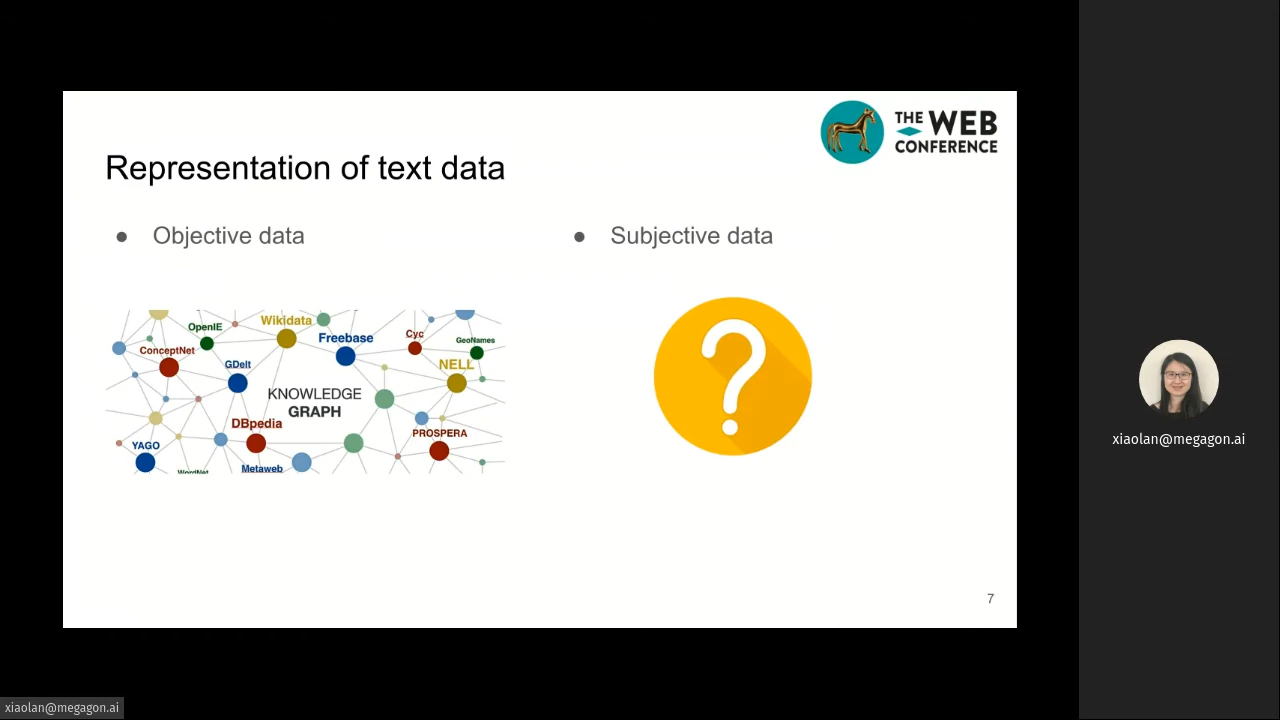 THE WEB
CONFERENCE
Representation of text data
● Objective data
● Subjective data
OpenIE
Wikidata
Freebase
Cyc
GeoNames
ConceptNet
GDelt
NELL
KNOWLEDGE
GRAPH
DBpedia
PROSPERA
YAGO
WordNet
Metaweb
7
xiaolan@megagon.ai
xiaolan@megagon.ai